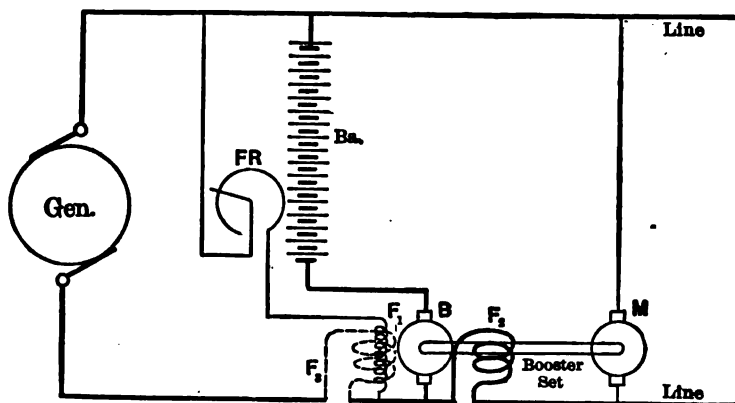 Line
Ba.
FR
Gen.
F1
B
F2
M
F3
Booster
Set
Line